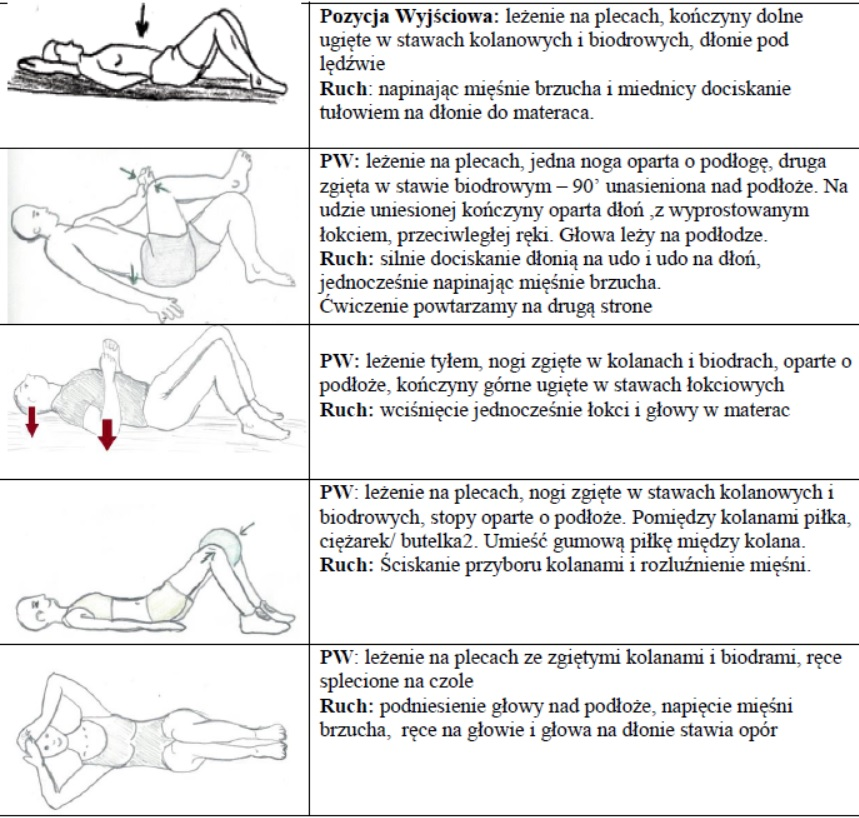 Pozycja Wyjściowa: leżenie na plecach, kończyny dolne
ugięte w stawach kolanowych i biodrowych, dłonie pod
lędźwie
Ruch: napinając mięśnie brzucha i miednicy dociskanie
tułowiem na dłonie do materaca.
PW: leżenie na plecach, jedna noga oparta o podłogę, druga
zgięta w stawie biodrowym – 90’ unasieniona nad podłoże. Na
udzie uniesionej kończyny oparta dłoń ,z wyprostowanym
łokciem, przeciwległej ręki. Głowa leży na podłodze.
Ruch: silnie dociskanie dłonią na udo i udo na dłoń,
jednocześnie napinając mięśnie brzucha.
Ćwiczenie powtarzamy na drugą strone
PW: leżenie tyłem, nogi zgięte w kolanach i biodrach, oparte o
podłoże, kończyny górne ugięte w stawach łokciowych
Ruch: wciśnięcie jednocześnie łokci i głowy w materac
PW: leżenie na plecach, nogi zgięte w stawach kolanowych i
biodrowych, stopy oparte o podłoże. Pomiędzy kolanami piłka,
ciężarek/ butelka2. Umieść gumową piłkę między kolana.
Ruch: Ściskanie przyboru kolanami i rozluźnienie mięśni.
PW: leżenie na plecach ze zgiętymi kolanami i biodrami, ręce
splecione na czole
Ruch: podniesienie głowy nad podłoże, napięcie mięśni
brzucha, ręce na głowie i głowa na dłonie stawia opór